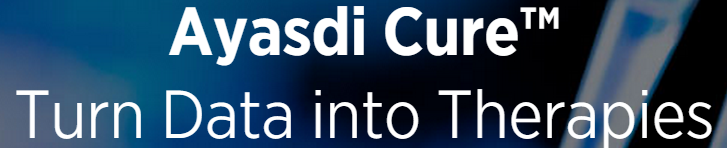 Ayasdi Cure™
Turn Data into Therapies